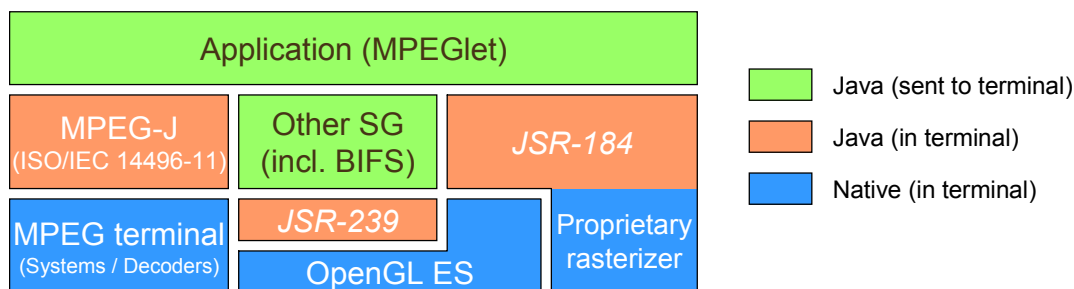 Application (MPEGlet)
MPEG-J
(ISO/IEC 14496-11)
Other SG
(incl. BIFS)
JSR-184
MPEG terminal
(Systems / Decoders)
JSR-239
OpenGL ES
Proprietary
rasterizer
Java (sent to terminal)
Java (in terminal)
Native (in terminal)